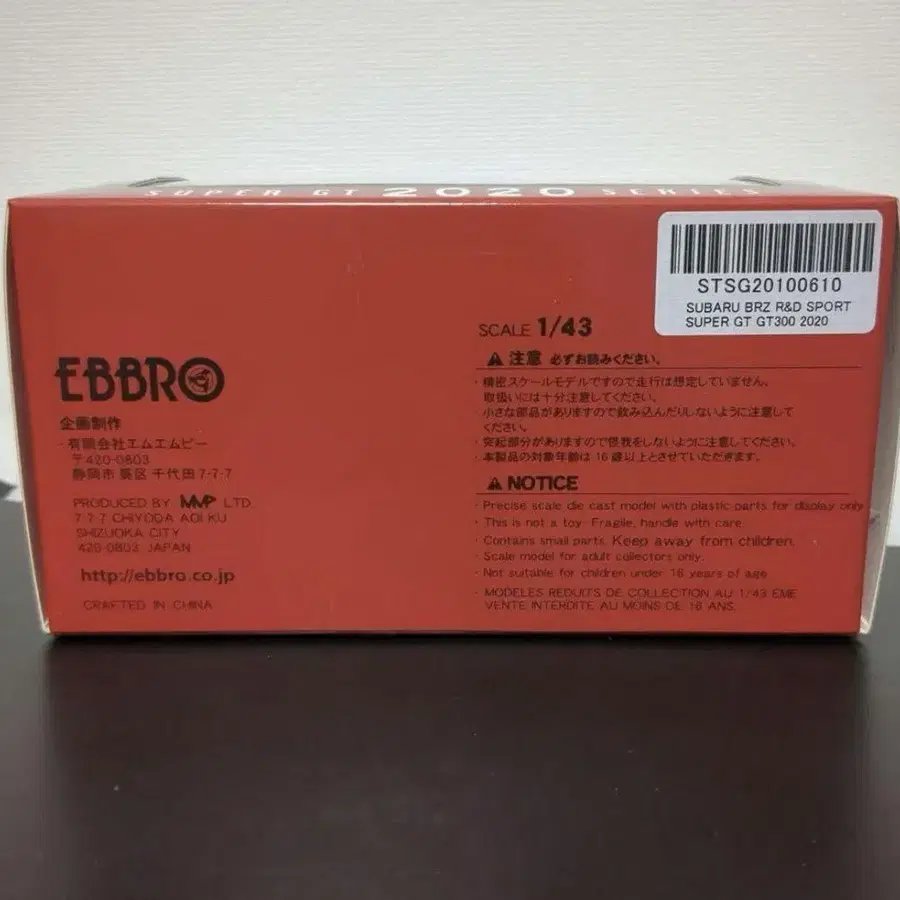 SUPER GT 2020 SERIES
STSG20100610
SUBARU BRZ R&D SPORT
SUPER GT GT300 2020
EBBRO
企画制作
有限会社エムエムピー
〒420-0803
静岡市 葵区 千代田 7-7-7
PRODUCED BY MMP LTD.
7-7-7 CHIYODA AOI KU
SHIZUOKA CITY
420-0803 JAPAN
http://ebbro.co.jp
CRAFTED IN CHINA
SCALE 1/43
注意 必ずお読みください。
・精密スケールモデルですので走行は想定していません。
取扱いには十分注意してください。
・小さな部品がありますので飲み込んだりしないように注意して
ください。
・突起部分がありますので怪我をしないように注意してください。
・本製品の対象年齢は16歳以上とさせていただきます。
NOTICE
・Precise scale die cast model with plastic parts for display only
・This is not a toy. Fragile, handle with care.
・Contains small parts. Keep away from children.
・Scale model for adult collectors only.
・Not suitable for children under 16 years of age
・MODELES REDUITS DE COLLECTION AU 1/43 EME
VENTE INTERDITE AU MOINS DE 16 ANS.